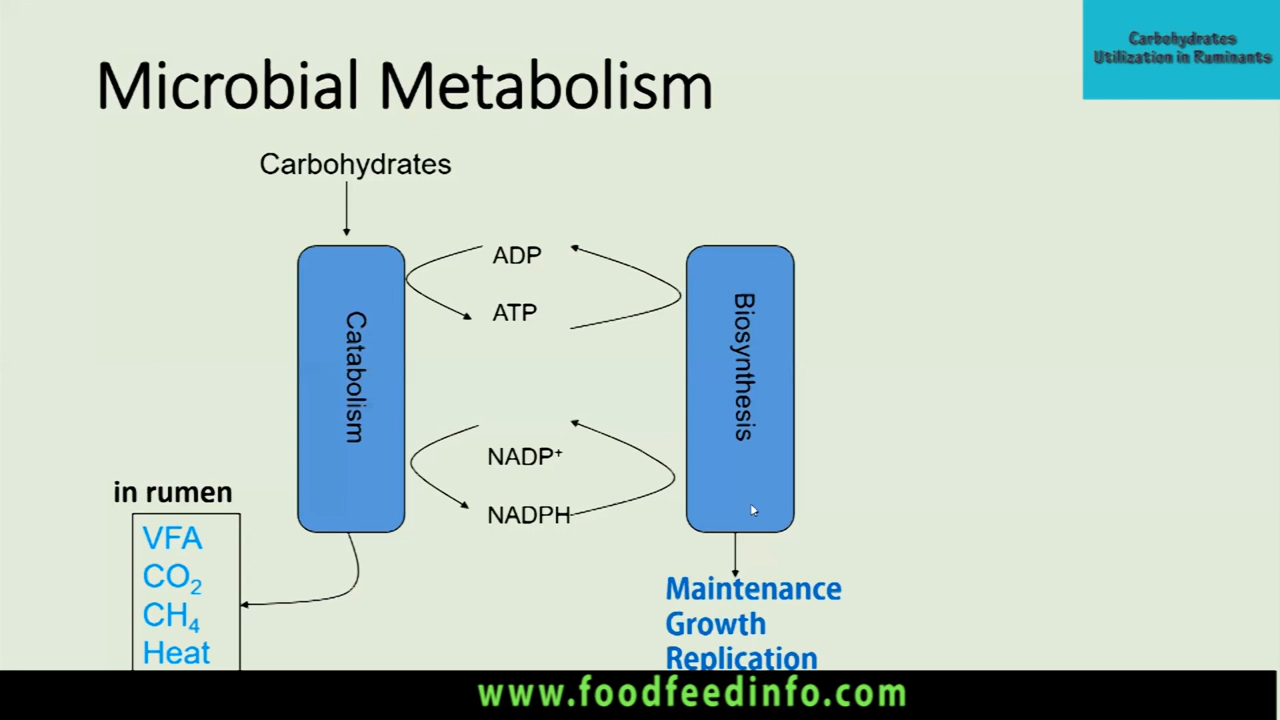 Carbohydrates
Utilization in Ruminants
Microbial Metabolism
Carbohydrates
ADP
ATP
Catabolism
Biosynthesis
NADP⁺
NADPH
in rumen
VFA
CO₂
CH₄
Heat
Maintenance
Growth
Replication
www.foodfeedinfo.com